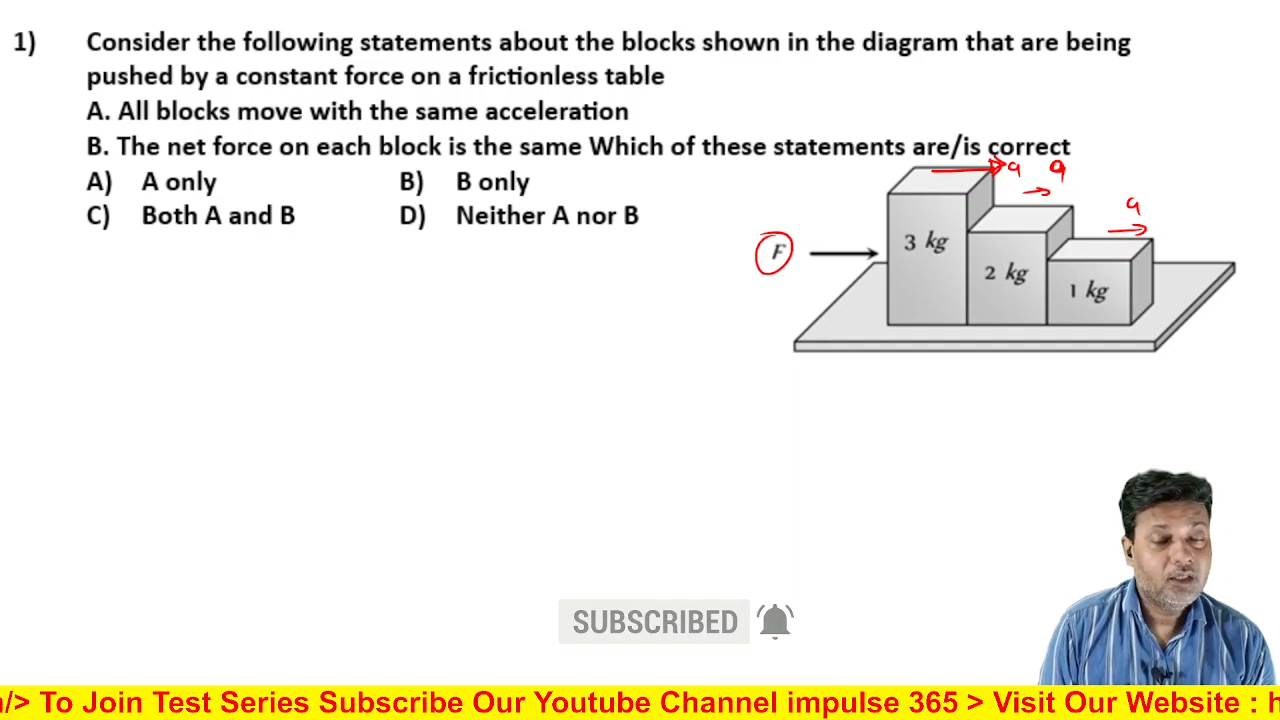 1) Consider the following statements about the blocks shown in the diagram that are being
pushed by a constant force on a frictionless table
A. All blocks move with the same acceleration
B. The net force on each block is the same Which of these statements are/is correct
A) A only B) B only
C) Both A and B D) Neither A nor B
a
a
a
F
3 kg
2 kg
1 kg
SUBSCRIBED
/> To Join Test Series Subscribe Our Youtube Channel impulse 365 > Visit Our Website : h